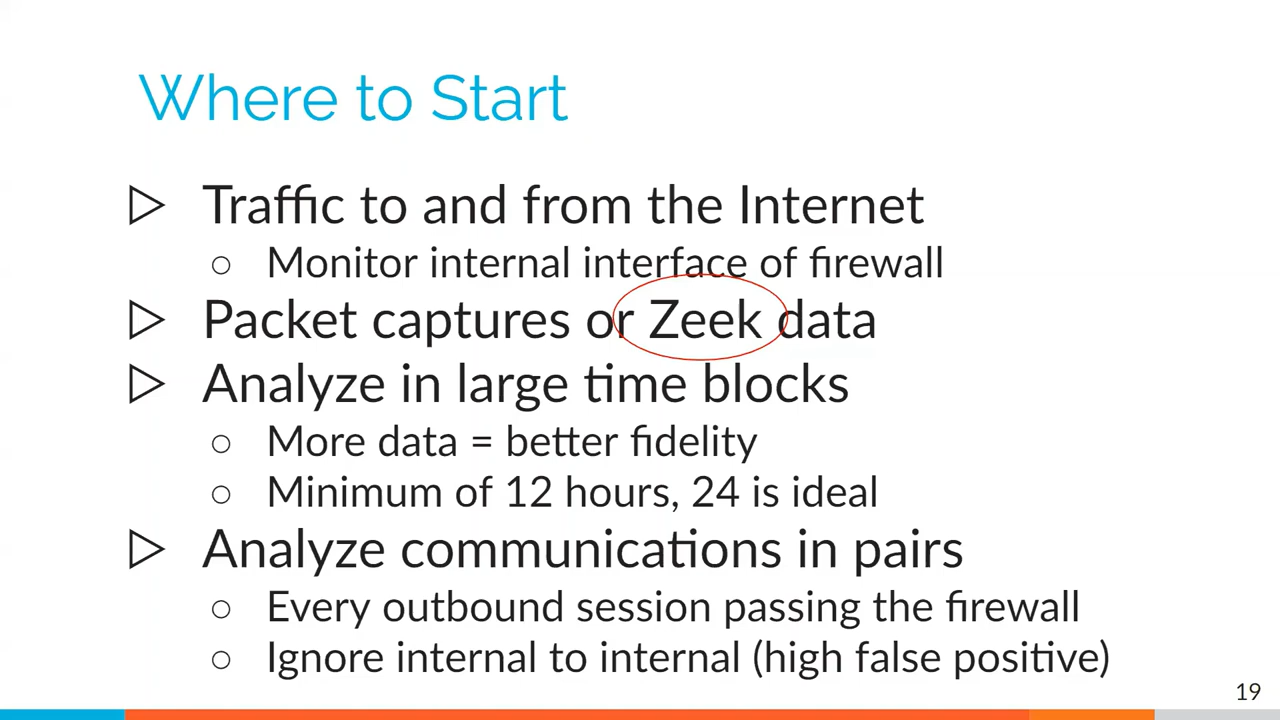 Where to Start
▷ Traffic to and from the Internet
○ Monitor internal interface of firewall
▷ Packet captures or Zeek data
▷ Analyze in large time blocks
○ More data = better fidelity
○ Minimum of 12 hours, 24 is ideal
▷ Analyze communications in pairs
○ Every outbound session passing the firewall
○ Ignore internal to internal (high false positive)
19